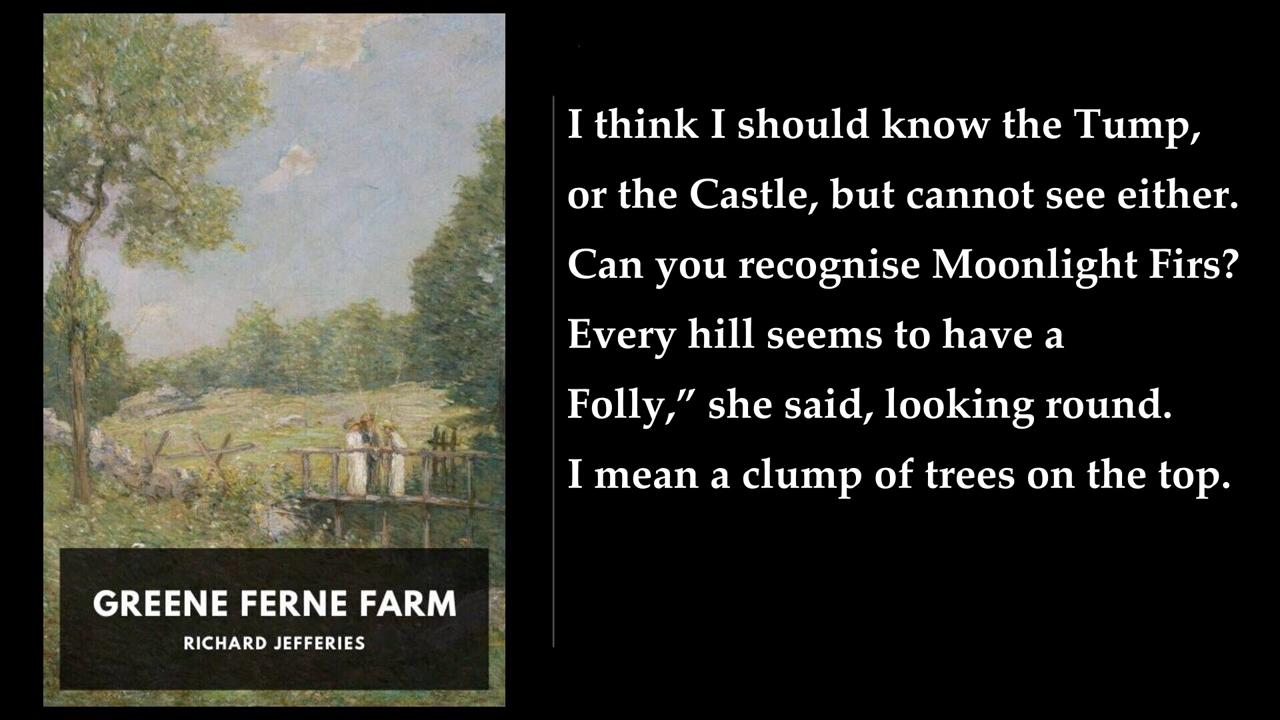 GREENE FERNE FARM
RICHARD JEFFERIES
I think I should know the Tump,
or the Castle, but cannot see either.
Can you recognise Moonlight Firs?
Every hill seems to have a
Folly,” she said, looking round.
I mean a clump of trees on the top.